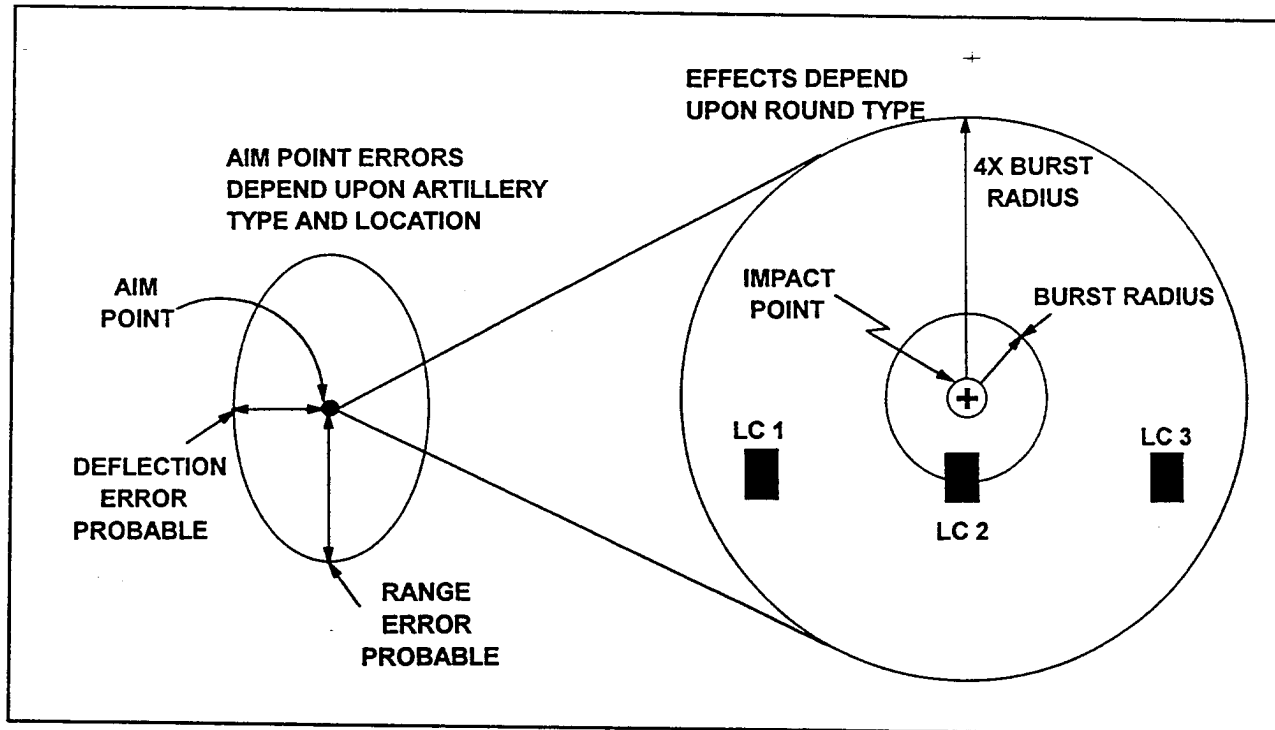 AIM POINT ERRORS
DEPEND UPON ARTILLERY
TYPE AND LOCATION
AIM
POINT
DEFLECTION
ERROR
PROBABLE
RANGE
ERROR
PROBABLE
EFFECTS DEPEND
UPON ROUND TYPE
4X BURST
RADIUS
IMPACT
POINT
BURST RADIUS
LC 1
LC 2
LC 3